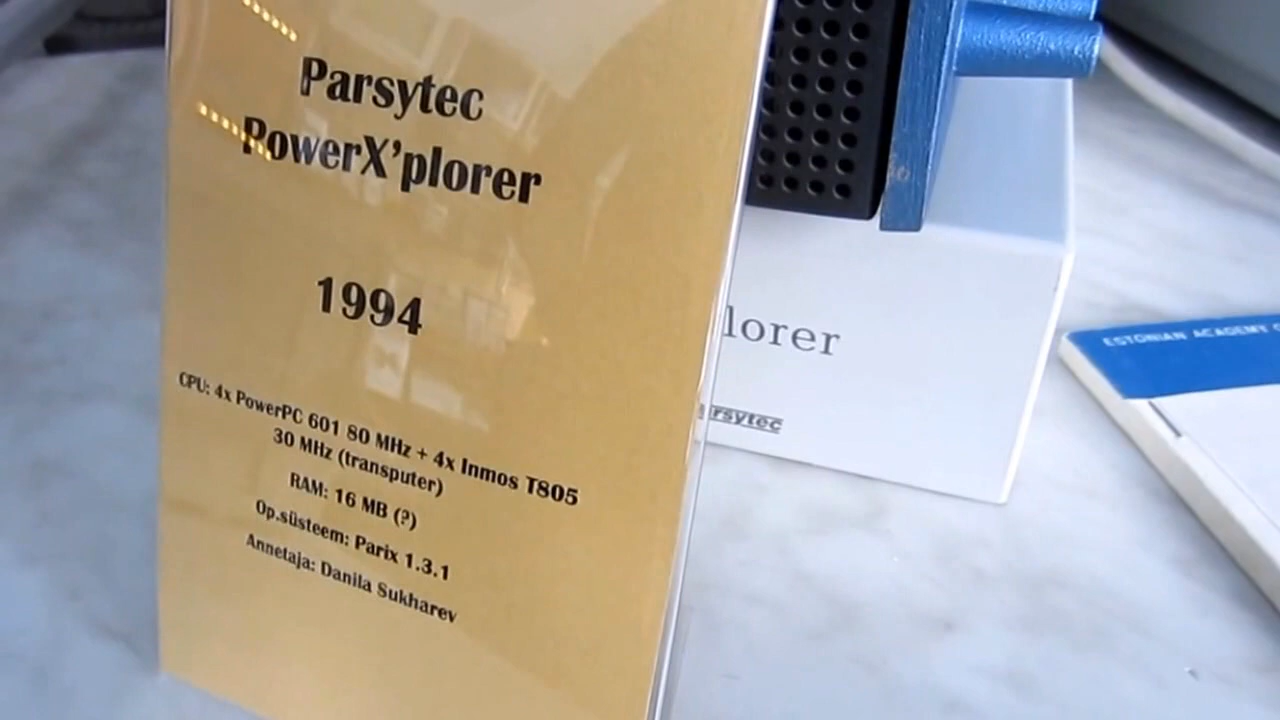 Parsytec
PowerX'plorer
1994
CPU: 4x PowerPC 601 80 MHz + 4x Inmos T805
30 MHz (transputer)
RAM: 16 MB (?)
Op.süsteem: Parix 1.3.1
Annetaja: Danila Sukharev
lorer
rsytec
ESTONIAN ACADEMY